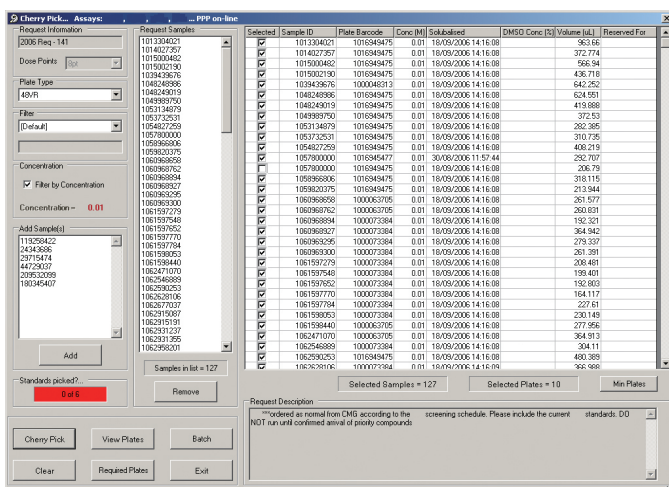 Cherry Pick... Assays: , , , ... PPP on-line
Request Information
2006 Req - 141
Dose Points 8pt
Plate Type
48VR
Filter
[Default]
Concentration
Filter by Concentration
Concentration = 0.01
Add Sample(s)
119258422
24343686
29715474
44729037
209532099
180345407
Add
Standards picked?...
0 of 6
Request Samples
1013304021
1014027357
1015000482
1015002190
1039439676
1048248986
1048249019
1049989750
1053134879
1053732531
1054827259
1057800000
1058966806
1059820375
1060968658
1060968762
1060968894
1060968927
1060969295
1060969300
1061597279
1061597548
1061597652
1061597770
1061597784
1061598053
1061598440
1062471070
1062546889
1062590253
1062628106
1062677037
1062915087
1062915191
1062931237
1062931355
1062958201
Samples in list = 127
Remove
Selected Sample ID Plate Barcode Conc (M) Solubalised DMSO Conc (%) Volume (uL) Reserved For
1013304021 1016949475 0.01 18/09/2006 14:16:08 963.66
1014027357 1016949475 0.01 18/09/2006 14:16:08 372.774
1015000482 1016949475 0.01 18/09/2006 14:16:08 566.94
1015002190 1016949475 0.01 18/09/2006 14:16:08 436.718
1039439676 1000048313 0.01 18/09/2006 14:16:08 642.252
1048248986 1016949475 0.01 18/09/2006 14:16:08 624.551
1048249019 1016949475 0.01 18/09/2006 14:16:08 419.888
1049989750 1016949475 0.01 18/09/2006 14:16:08 372.53
1053134879 1016949475 0.01 18/09/2006 14:16:08 282.385
1053732531 1016949475 0.01 18/09/2006 14:16:08 310.735
1054827259 1016949475 0.01 18/09/2006 14:16:08 408.219
1057800000 1016945477 0.01 30/08/2006 11:57:44 292.707
1057800000 1016949475 0.01 18/09/2006 14:16:08 206.79
1058966806 1016949475 0.01 18/09/2006 14:16:08 318.115
1059820375 1016949475 0.01 18/09/2006 14:16:08 213.944
1060968658 1000063705 0.01 18/09/2006 14:16:08 261.577
1060968762 1000063705 0.01 18/09/2006 14:16:08 260.831
1060968894 1000073384 0.01 18/09/2006 14:16:08 192.321
1060968927 1000073384 0.01 18/09/2006 14:16:08 364.942
1060969295 1000073384 0.01 18/09/2006 14:16:08 279.337
1060969300 1000073384 0.01 18/09/2006 14:16:08 261.391
1061597279 1000073384 0.01 18/09/2006 14:16:08 208.481
1061597548 1000073384 0.01 18/09/2006 14:16:08 199.401
1061597652 1000073384 0.01 18/09/2006 14:16:08 192.803
1061597770 1000073384 0.01 18/09/2006 14:16:08 164.117
1061597784 1000073384 0.01 18/09/2006 14:16:08 227.61
1061598053 1000073384 0.01 18/09/2006 14:16:08 230.149
1061598440 1000063705 0.01 18/09/2006 14:16:08 277.956
1062471070 1000063705 0.01 18/09/2006 14:16:08 364.913
1062546889 1000073384 0.01 18/09/2006 14:16:08 304.11
1062590253 1016949475 0.01 18/09/2006 14:16:08 480.389
1062628106 1000073384 0.01 18/09/2006 14:16:09 366.988
Selected Samples = 127
Selected Plates = 10
Min Plates
Request Description
***ordered as normal from CMG according to the screening schedule. Please include the current standards. DO
NOT run until confirmed arrival of priority compounds
Cherry Pick
View Plates
Batch
Clear
Required Plates
Exit